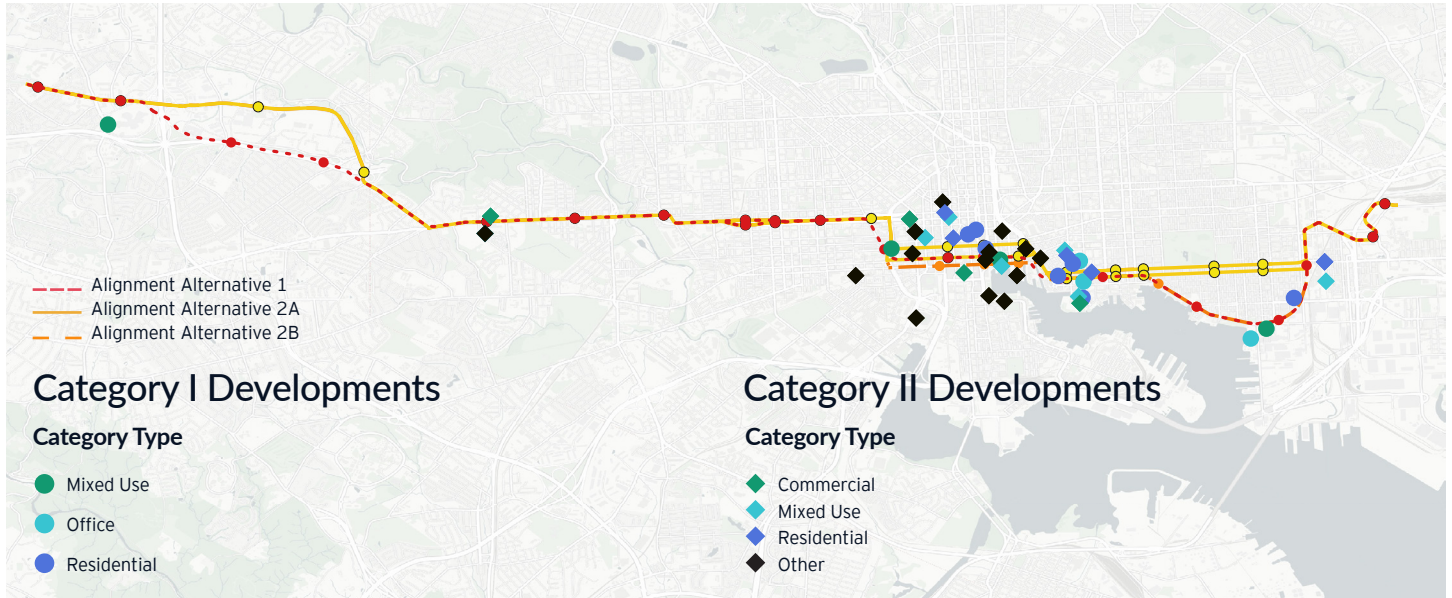 Alignment Alternative 1
Alignment Alternative 2A
Alignment Alternative 2B
Category I Developments
Category Type
Mixed Use
Office
Residential
Category II Developments
Category Type
Commercial
Mixed Use
Residential
Other